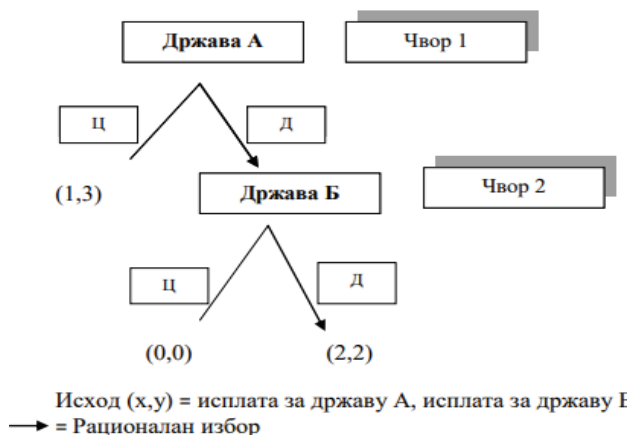 Држава А
Чвор 1
Ц
Д
(1,3)
Држава Б
Чвор 2
Ц
Д
(0,0)
(2,2)
Исход (x,y) = исплата за државу А, исплата за државу Б
= Рационалан избор